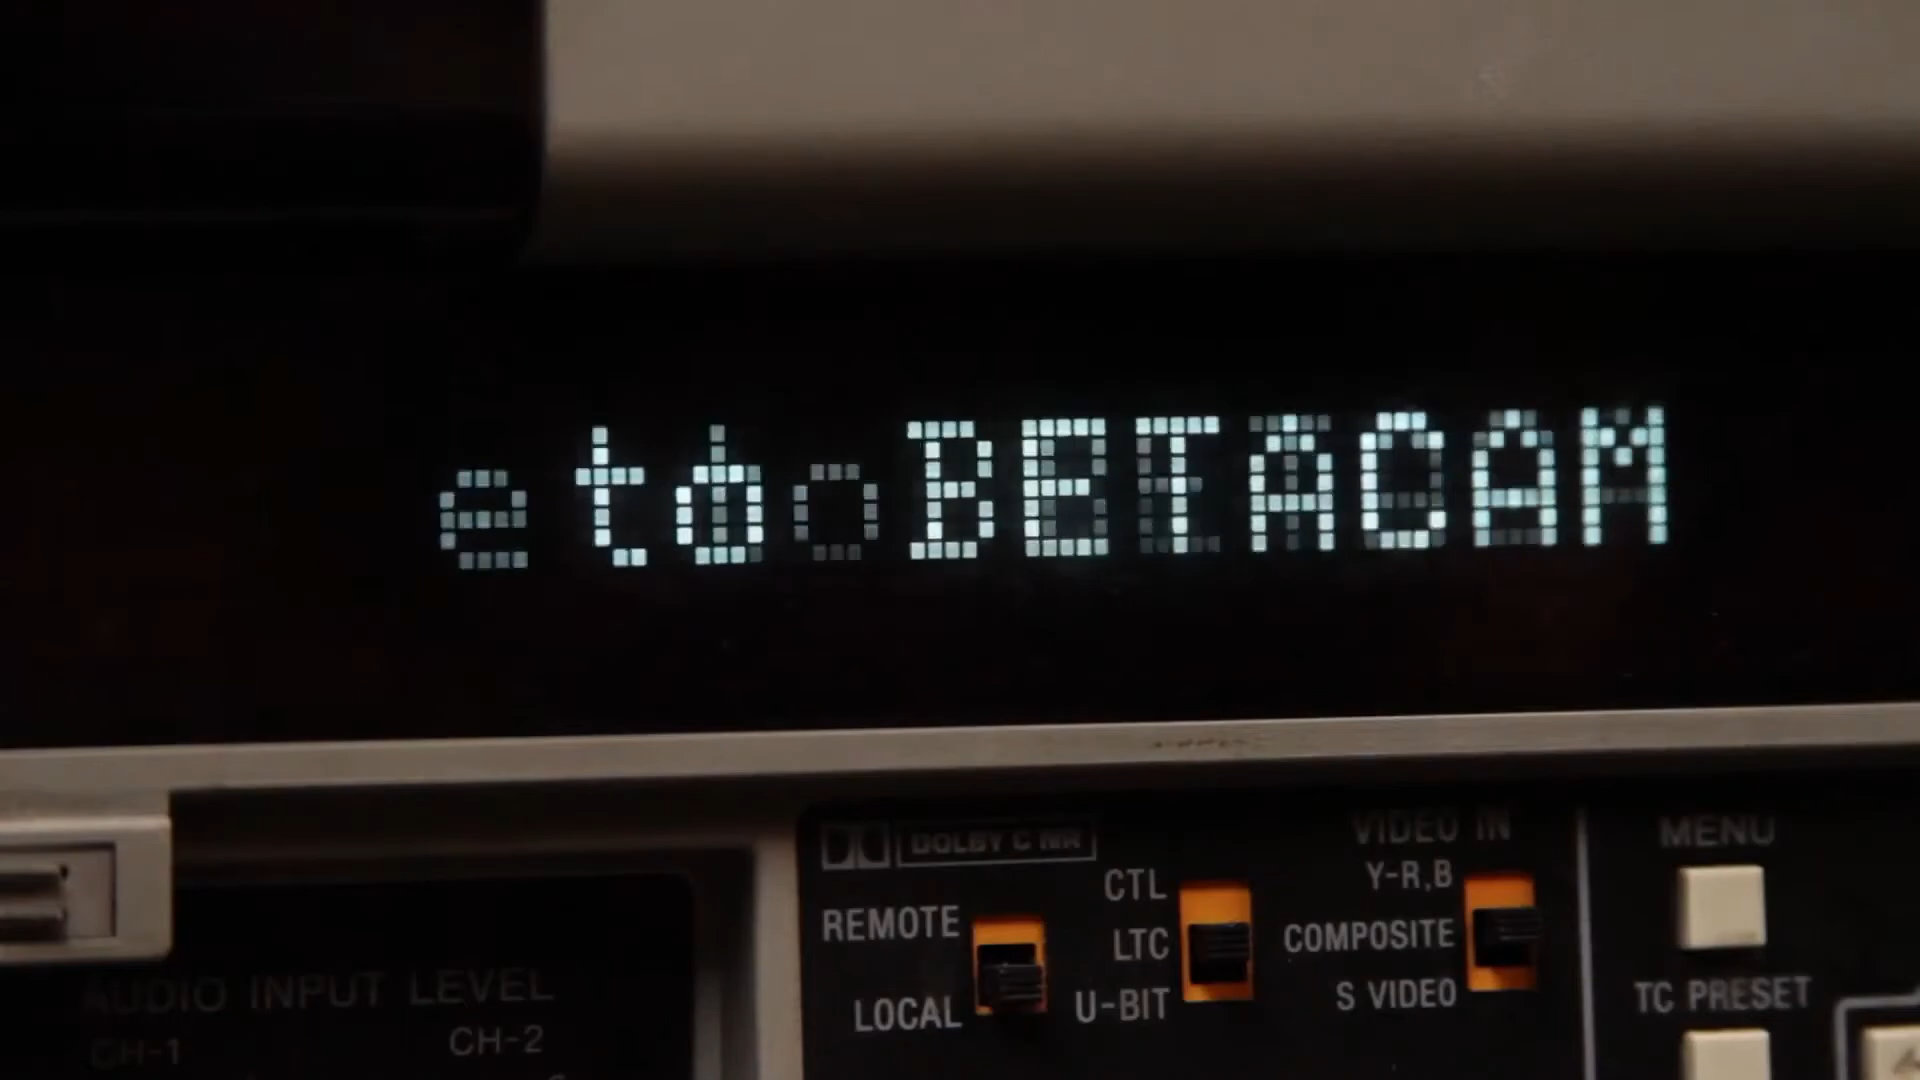 BETACAM
DOLBY C NR
REMOTE
LOCAL
CTL
LTC
U-BIT
VIDEO IN
Y-R,B
COMPOSITE
S VIDEO
MENU
TC PRESET
AUDIO INPUT LEVEL
CH-1 CH-2